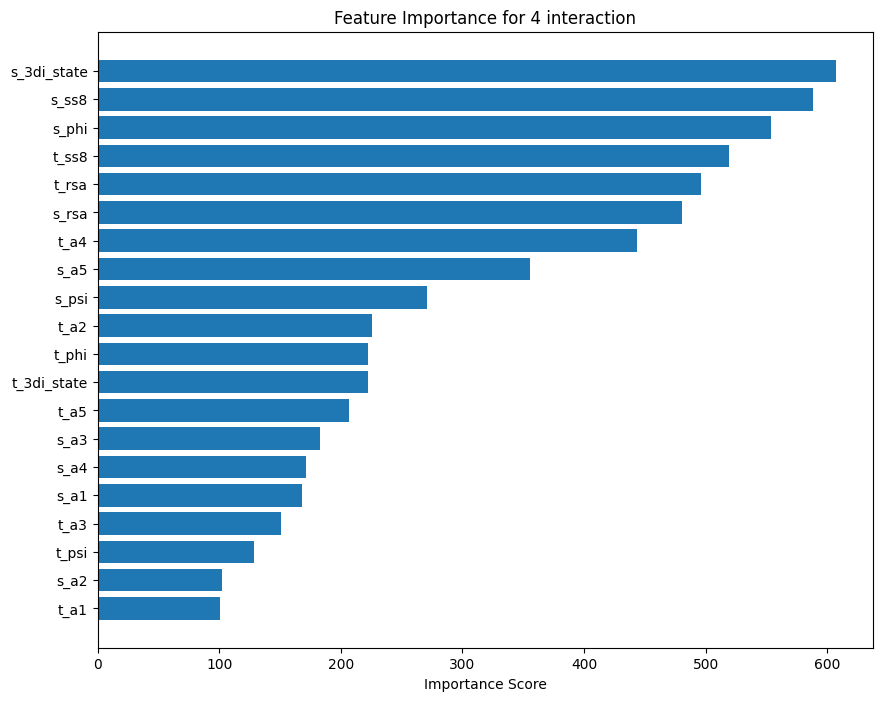 Feature Importance for 4 interaction
s_3di_state
s_ss8
s_phi
t_ss8
t_rsa
s_rsa
t_a4
s_a5
s_psi
t_a2
t_phi
t_3di_state
t_a5
s_a3
s_a4
s_a1
t_a3
t_psi
s_a2
t_a1
0 100 200 300 400 500 600
Importance Score